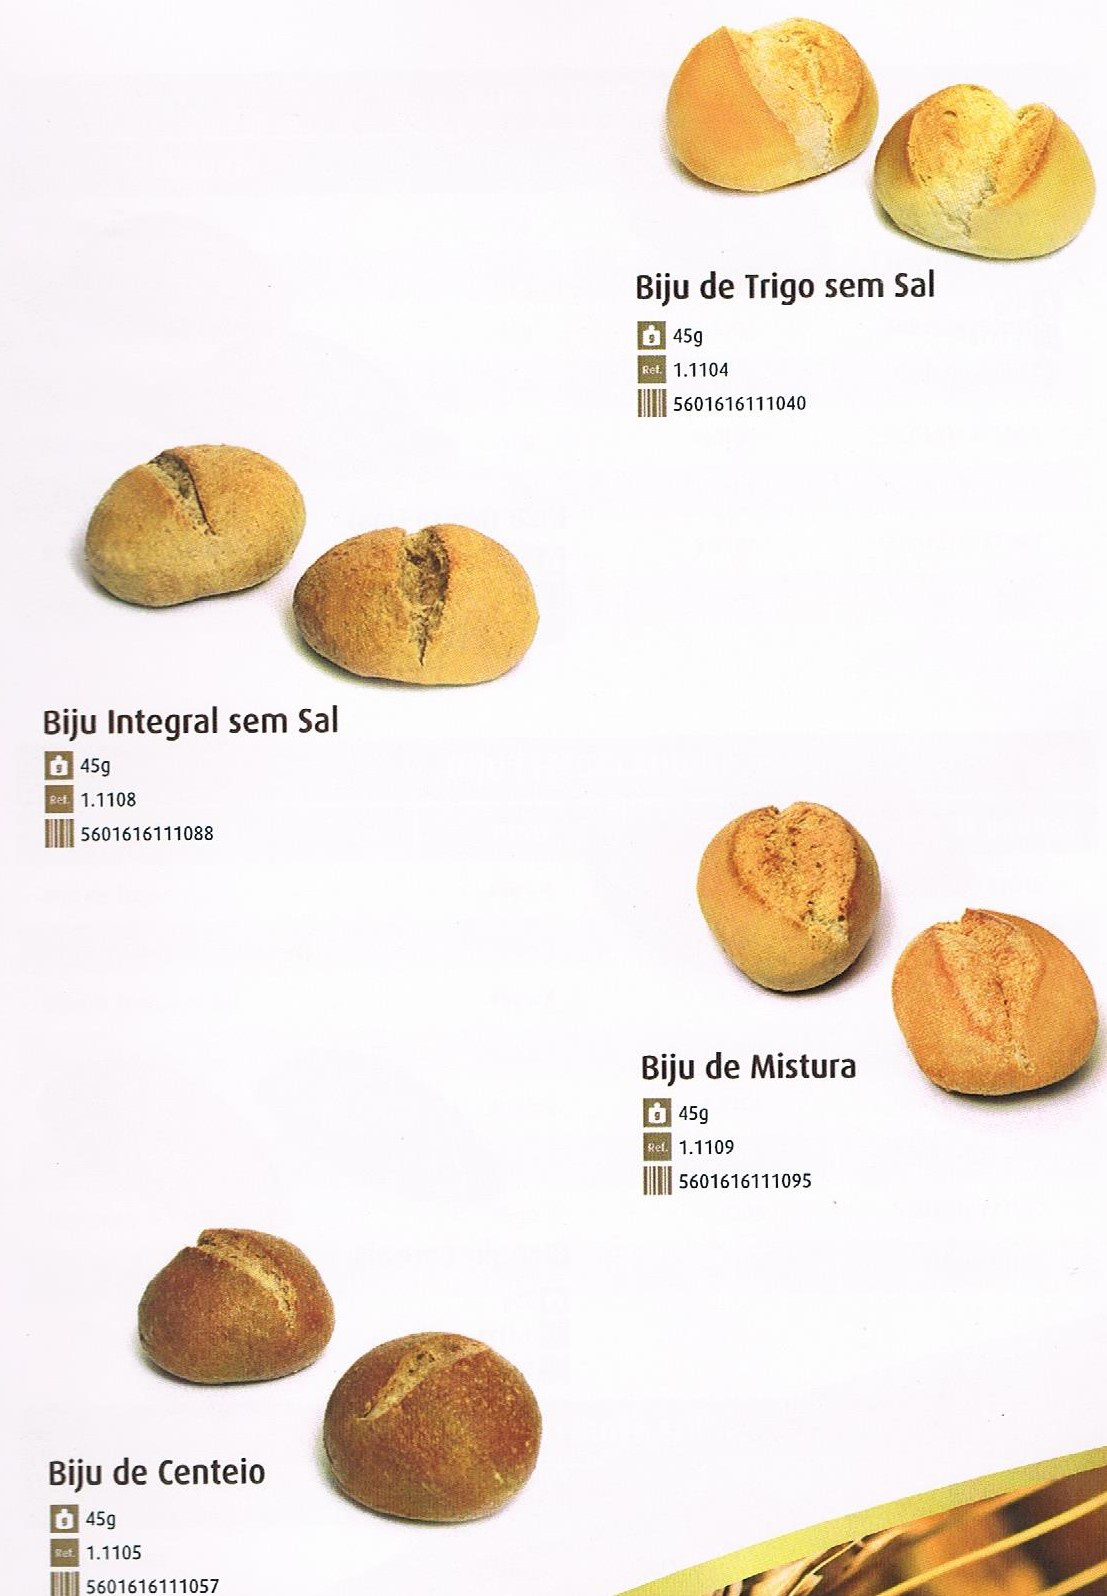 Biju de Trigo sem Sal
g 45g
Ref. 1.1104
5601616111040
Biju Integral sem Sal
g 45g
Ref. 1.1108
5601616111088
Biju de Mistura
g 45g
Ref. 1.1109
5601616111095
Biju de Centeio
g 45g
Ref. 1.1105
5601616111057